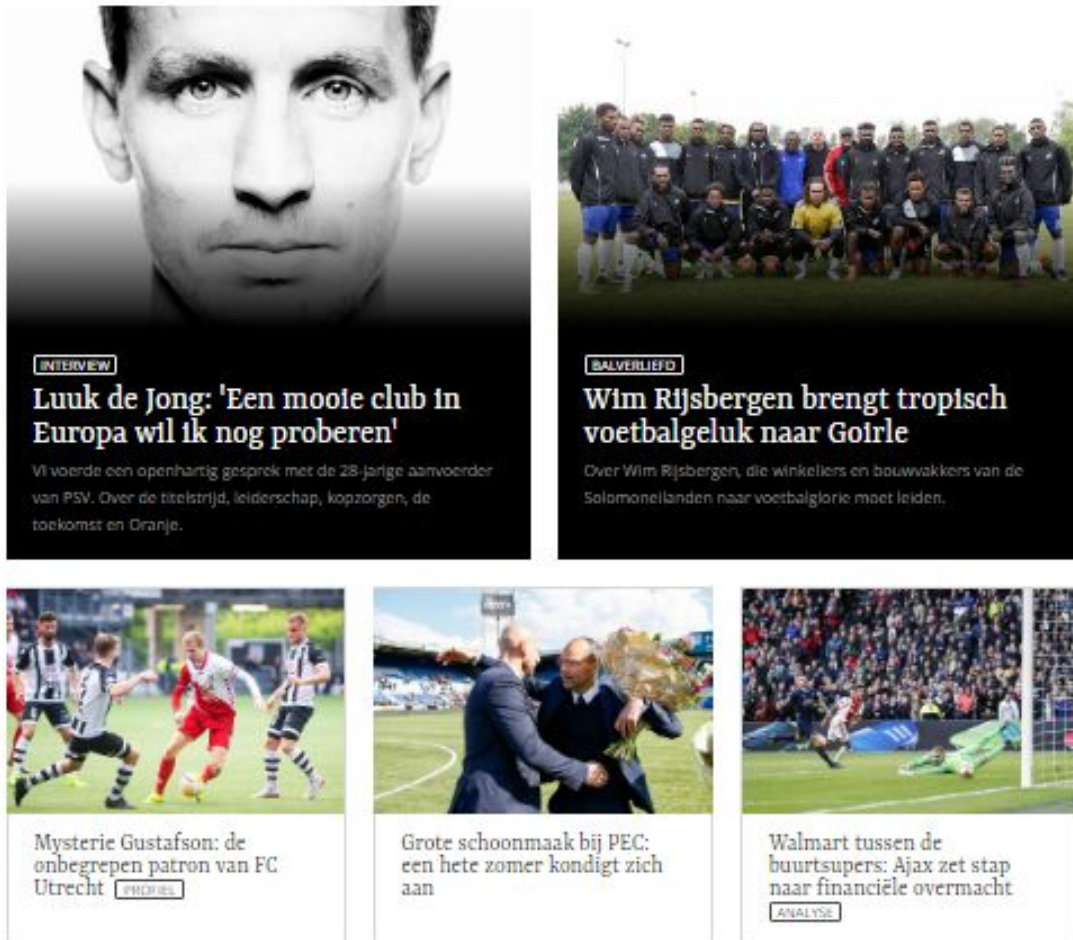 INTERVIEW
Luuk de Jong: 'Een mooie club in
Europa wil ik nog proberen'
VI voerde een openhartig gesprek met de 28-jarige aanvoerder
van PSV. Over de titelstrijd, leiderschap, kopzorgen, de
toekomst en Oranje.
BALVERLIEFD
Wim Rijsbergen brengt tropisch
voetbalgeluk naar Goirle
Over Wim Rijsbergen, die winkeliers en bouwvakkers van de
Solomoneilanden naar voetbalglorie moet leiden.
Mysterie Gustafson: de
onbegrepen patron van FC
Utrecht PROFIEL
Grote schoonmaak bij PEC:
een hete zomer kondigt zich
aan
Walmart tussen de
buurtsupers: Ajax zet stap
naar financiële overmacht
ANALYSE